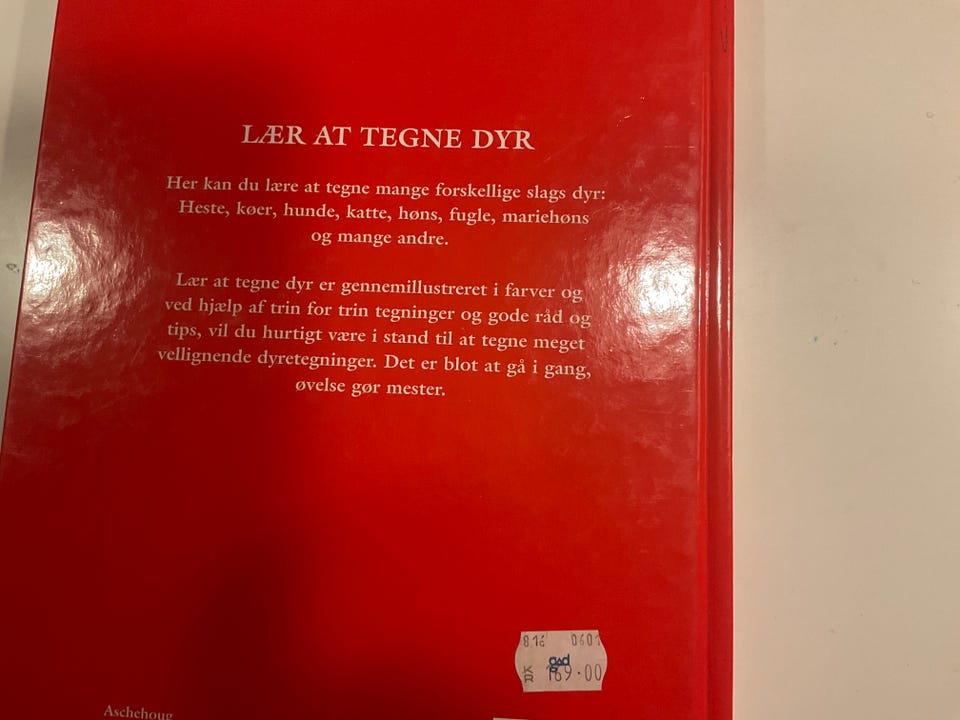 LÆR AT TEGNE DYR
Her kan du lære at tegne mange forskellige slags dyr:
Heste, køer, hunde, katte, høns, fugle, mariehøns
og mange andre.
Lær at tegne dyr er gennemillustreret i farver og
ved hjælp af trin for trin tegninger og gode råd og
tips, vil du hurtigt være i stand til at tegne meget
vellignende dyretegninger. Det er blot at gå i gang,
øvelse gør mester.
816 0601
KR 169.00
Aschehoug